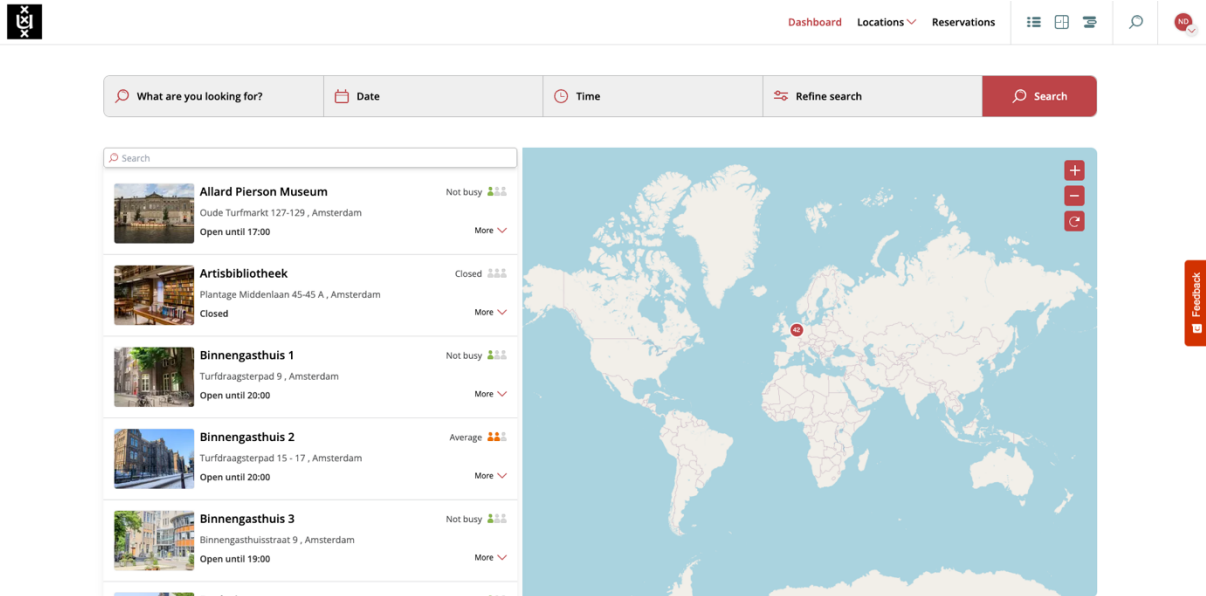 Dashboard
Locations
Reservations
ND
What are you looking for?
Date
Time
Refine search
Search
Search
Allard Pierson Museum
Not busy
Oude Turfmarkt 127-129 , Amsterdam
Open until 17:00
More
Artisbibliotheek
Closed
Plantage Middenlaan 45-45 A , Amsterdam
Closed
More
Binnengasthuis 1
Not busy
Turfdraagsterpad 9 , Amsterdam
Open until 20:00
More
Binnengasthuis 2
Average
Turfdraagsterpad 15 - 17 , Amsterdam
Open until 20:00
More
Binnengasthuis 3
Not busy
Binnengasthuisstraat 9 , Amsterdam
Open until 19:00
More
42
Feedback